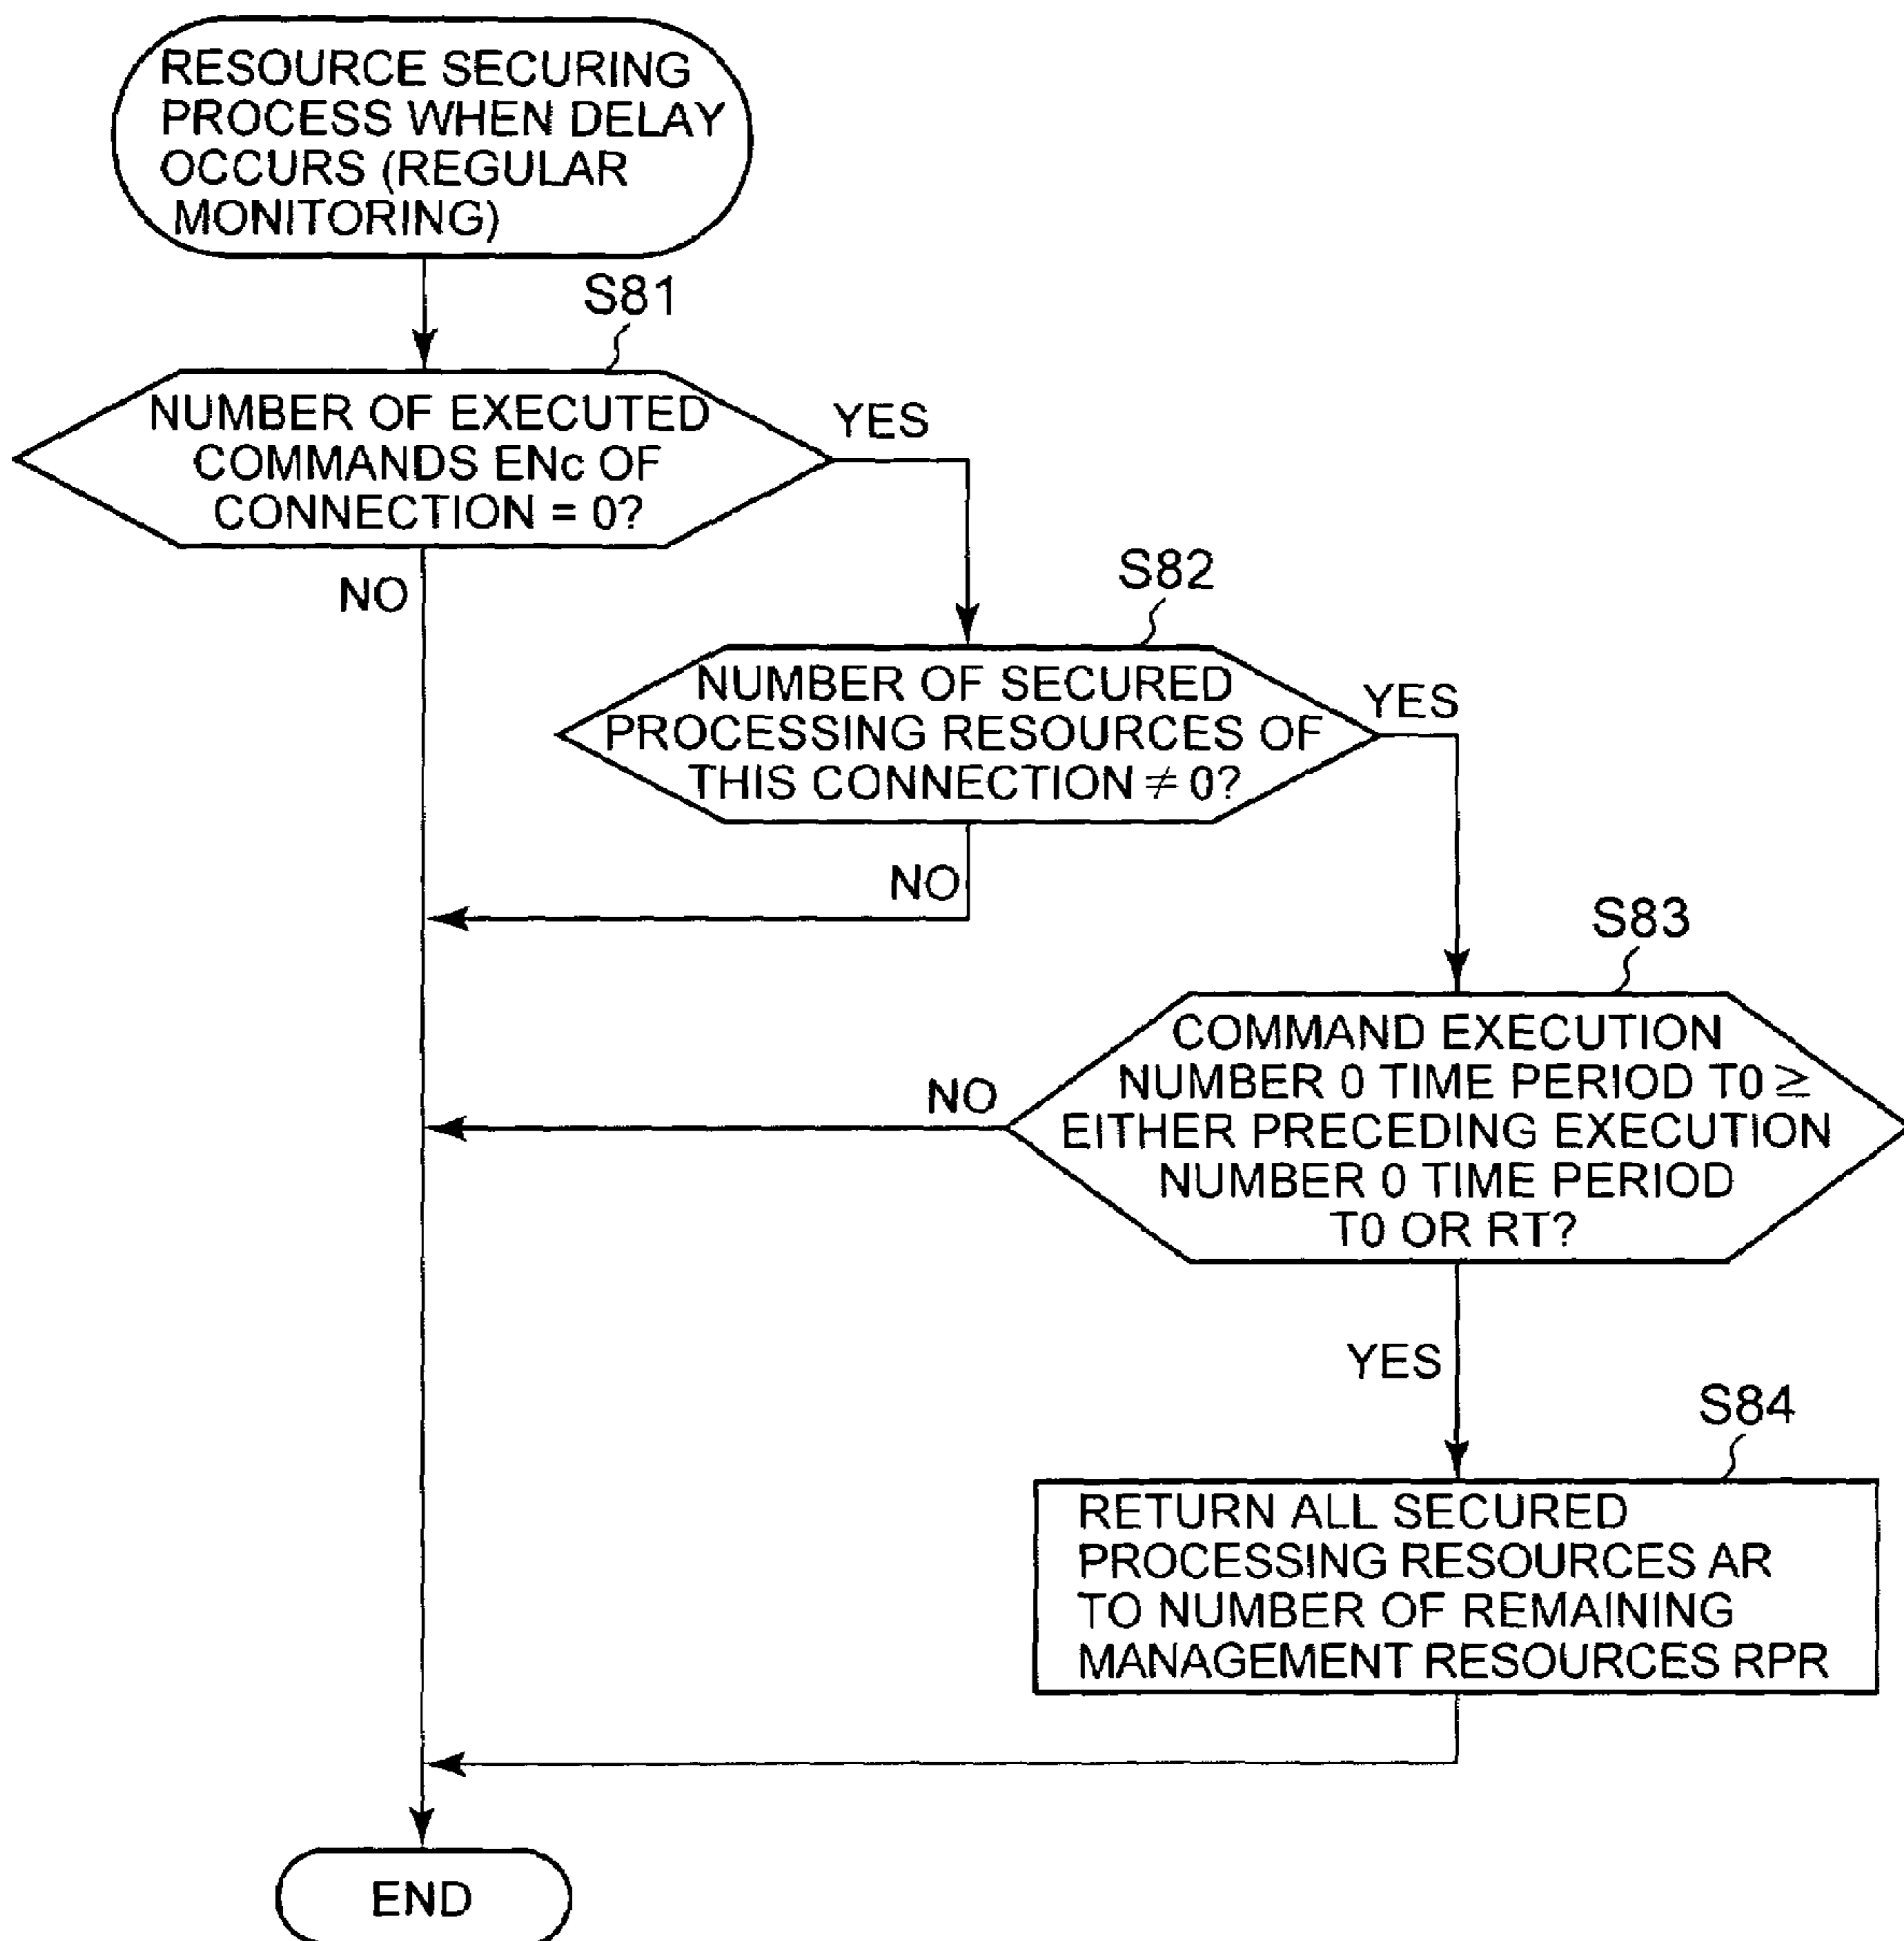 RESOURCE SECURING
PROCESS WHEN DELAY
OCCURS (REGULAR
MONITORING)
S81
NUMBER OF EXECUTED
COMMANDS ENc OF
CONNECTION = 0?
YES
NO
S82
NUMBER OF SECURED
PROCESSING RESOURCES OF
THIS CONNECTION ≠ 0?
YES
NO
S83
COMMAND EXECUTION
NUMBER 0 TIME PERIOD T0 ≥
EITHER PRECEDING EXECUTION
NUMBER 0 TIME PERIOD
T0 OR RT?
NO
YES
S84
RETURN ALL SECURED
PROCESSING RESOURCES AR
TO NUMBER OF REMAINING
MANAGEMENT RESOURCES RPR
END